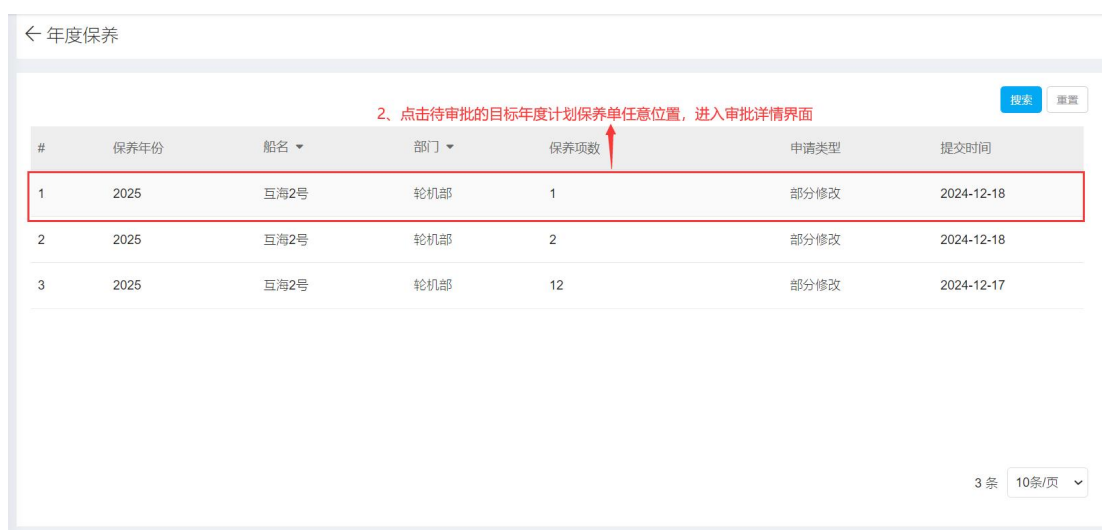 年度保养
搜索 重置
2、点击待审批的目标年度计划保养单任意位置，进入审批详情界面
# 保养年份 船名 部门 保养项数 申请类型 提交时间
1 2025 互海2号 轮机部 1 部分修改 2024-12-18
2 2025 互海2号 轮机部 2 部分修改 2024-12-18
3 2025 互海2号 轮机部 12 部分修改 2024-12-17
3 条 10条/页